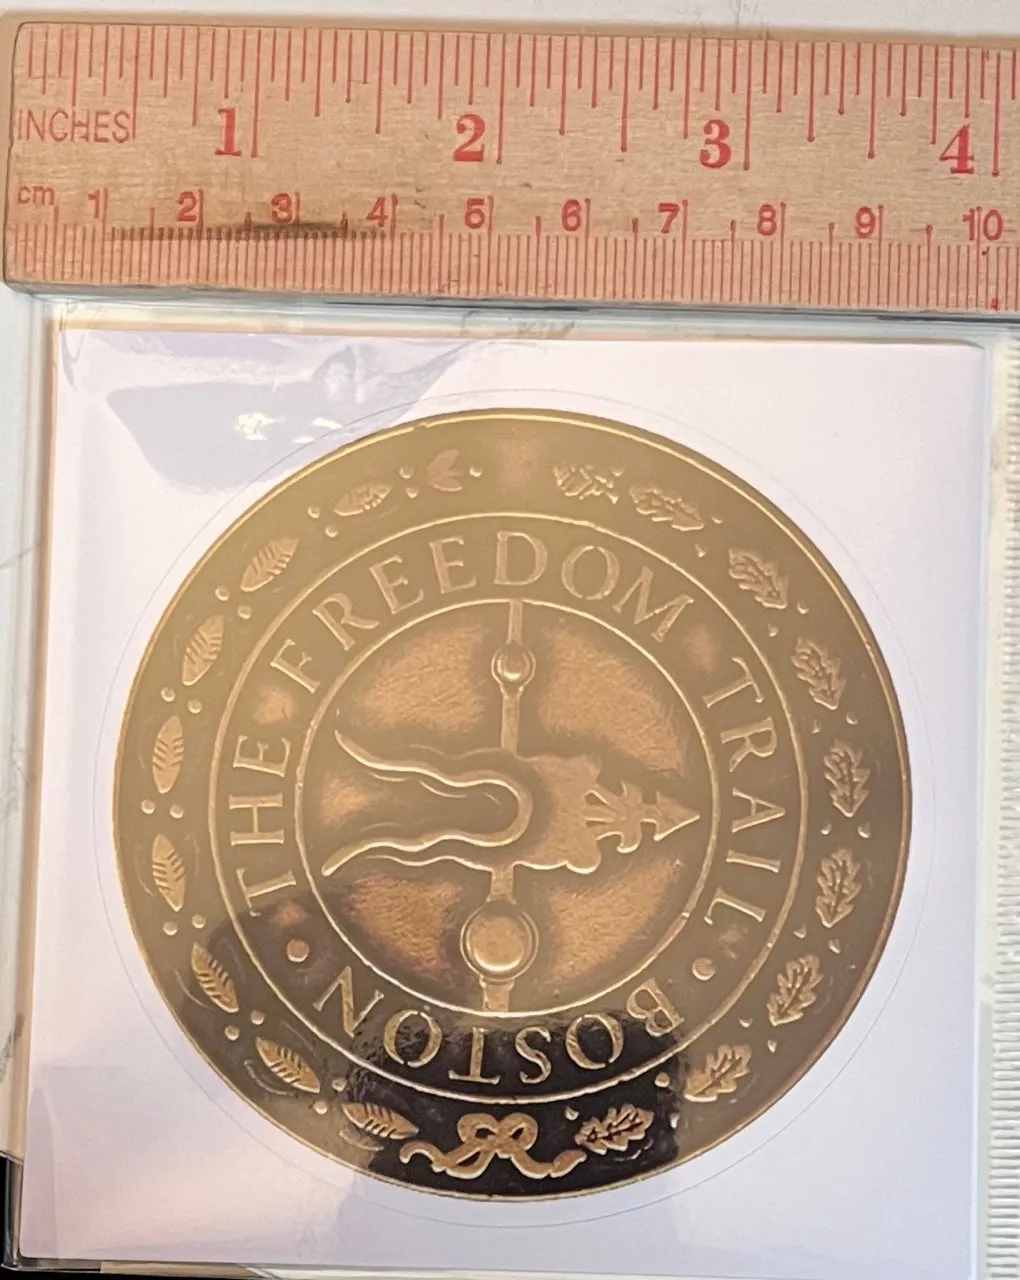 INCHES 1 2 3 4
cm 1 2 3 4 5 6 7 8 9 10
THE FREEDOM TRAIL
• BOSTON •